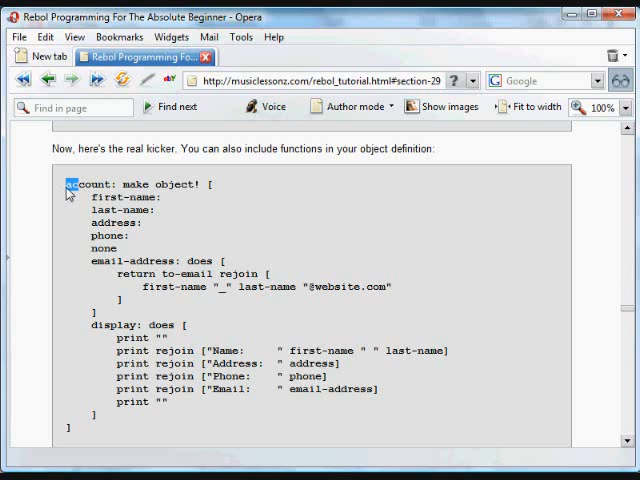 Rebol Programming For The Absolute Beginner - Opera
File Edit View Bookmarks Widgets Mail Tools Help
New tab Rebol Programming Fo...
http://musiclessonz.com/rebol_tutorial.html#section-29 ? Google
Find in page Find next Voice Author mode Show images Fit to width 100%
Now, here's the real kicker. You can also include functions in your object definition:
account: make object! [
first-name:
last-name:
address:
phone:
none
email-address: does [
return to-email rejoin [
first-name "_" last-name "@website.com"
]
]
display: does [
print ""
print rejoin ["Name:    " first-name " " last-name]
print rejoin ["Address:  " address]
print rejoin ["Phone:    " phone]
print rejoin ["Email:    " email-address]
print ""
]
]